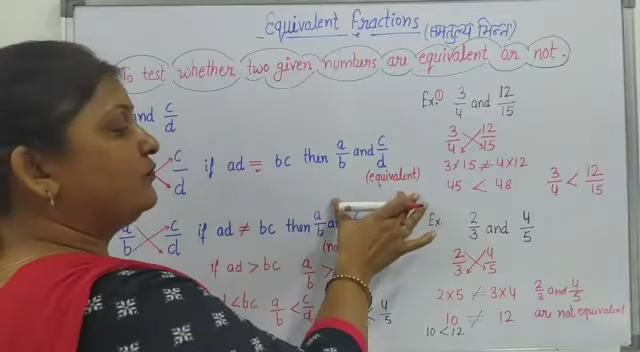 Equivalent Fractions (समतुल्य भिन्न)
To test whether two given numbers are equivalent or not.
and c/d
c/d if ad = bc then a/b and c/d
(equivalent)
a/b c/d if ad ≠ bc then a/b
if ad > bc a/b >
< bc a/b < c/d
< 4/5
Ex: ① 3/4 and 12/15
3/4 12/15
3 × 15 ≠ 4 × 12
45 < 48 3/4 < 12/15
Ex. 2/3 and 4/5
2/3 4/5
2 × 5 ≠ 3 × 4 2/3 and 4/5
10 ≠ 12 are not equivalent
10 < 12